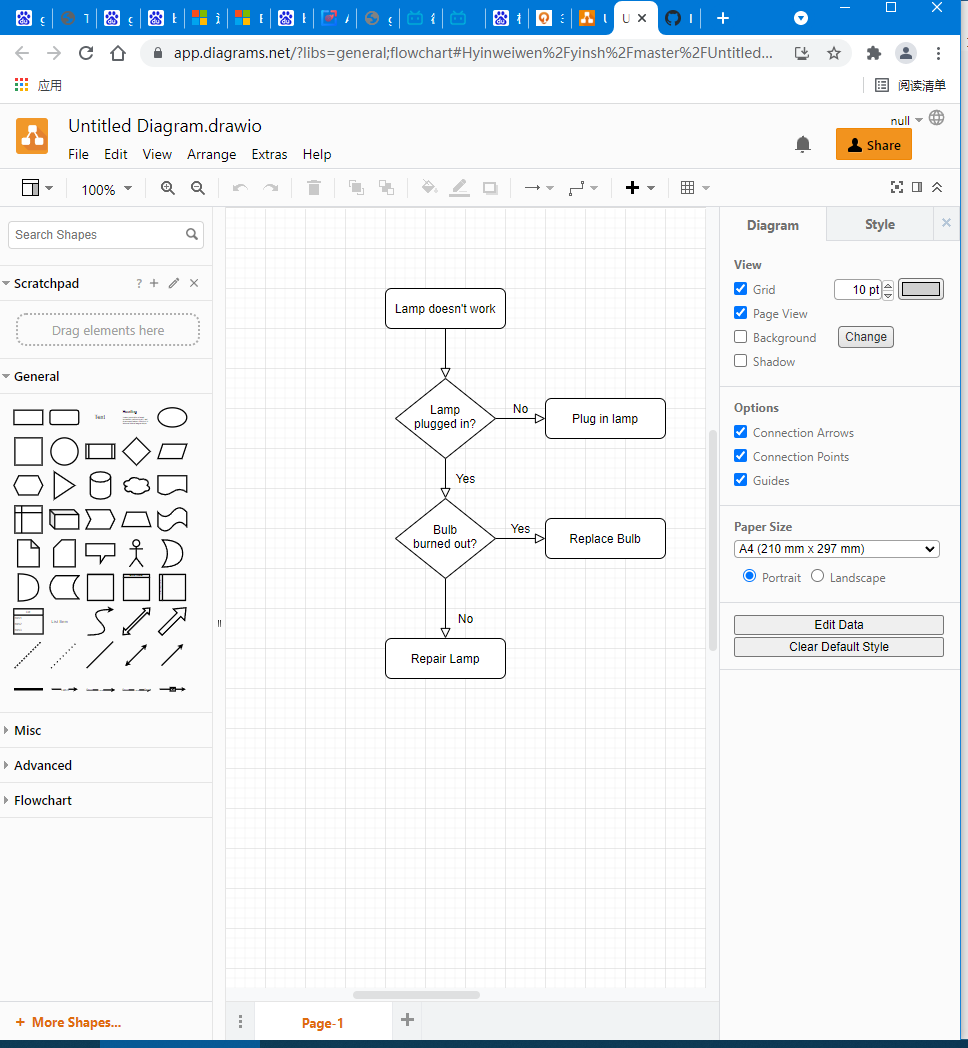 app.diagrams.net/?libs=general;flowchart#Hyinweiwen%2Fyinsh%2Fmaster%2FUntitled...
应用
阅读清单
Untitled Diagram.drawio
null
File Edit View Arrange Extras Help
Share
100%
Search Shapes
Scratchpad
?
Drag elements here
General
Text
Heading
Misc
Advanced
Flowchart
+ More Shapes...
Lamp doesn't work
Lamp
plugged in?
No
Plug in lamp
Yes
Bulb
burned out?
Yes
Replace Bulb
No
Repair Lamp
Page-1
Diagram
Style
View
Grid
10 pt
Page View
Background
Change
Shadow
Options
Connection Arrows
Connection Points
Guides
Paper Size
A4 (210 mm x 297 mm)
Portrait
Landscape
Edit Data
Clear Default Style